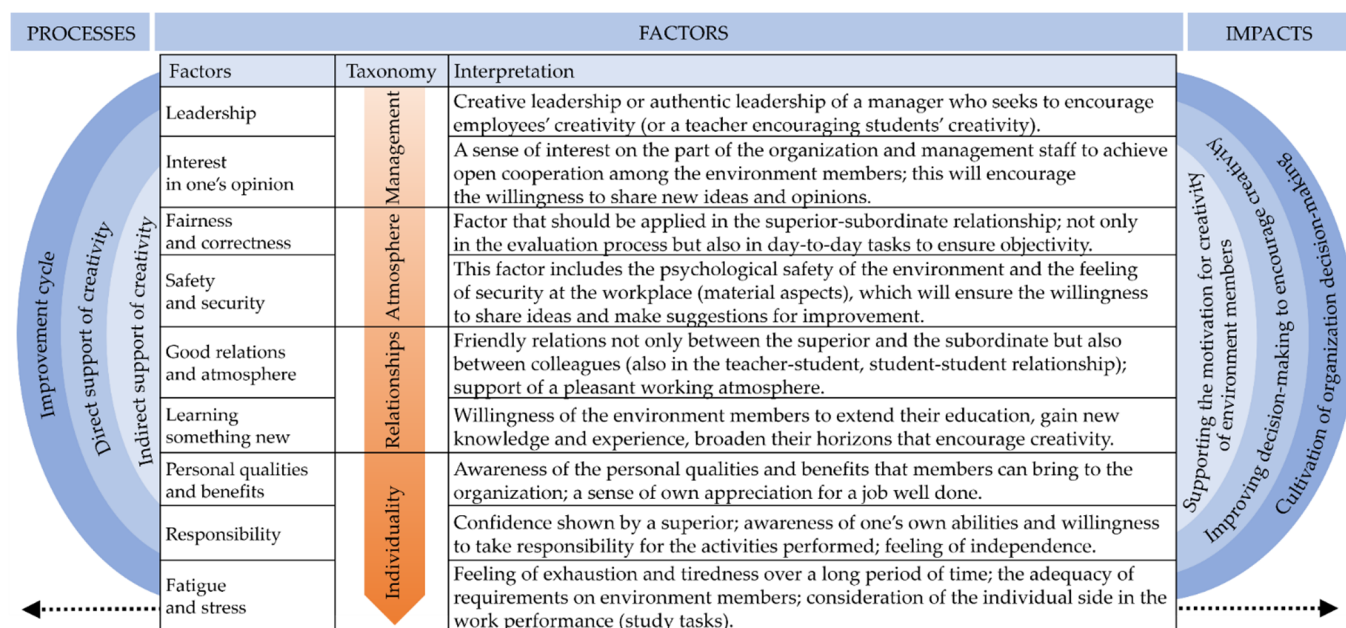 PROCESSES
FACTORS
IMPACTS
Factors
Taxonomy
Interpretation
Leadership
Creative leadership or authentic leadership of a manager who seeks to encourage
employees’ creativity (or a teacher encouraging students’ creativity).
Interest
in one’s opinion
A sense of interest on the part of the organization and management staff to achieve
open cooperation among the environment members; this will encourage
the willingness to share new ideas and opinions.
Fairness
and correctness
Factor that should be applied in the superior-subordinate relationship; not only
in the evaluation process but also in day-to-day tasks to ensure objectivity.
Safety
and security
This factor includes the psychological safety of the environment and the feeling
of security at the workplace (material aspects), which will ensure the willingness
to share ideas and make suggestions for improvement.
Good relations
and atmosphere
Friendly relations not only between the superior and the subordinate but also
between colleagues (also in the teacher-student, student-student relationship);
support of a pleasant working atmosphere.
Learning
something new
Willingness of the environment members to extend their education, gain new
knowledge and experience, broaden their horizons that encourage creativity.
Personal qualities
and benefits
Awareness of the personal qualities and benefits that members can bring to the
organization; a sense of own appreciation for a job well done.
Responsibility
Confidence shown by a superior; awareness of one’s own abilities and willingness
to take responsibility for the activities performed; feeling of independence.
Fatigue
and stress
Feeling of exhaustion and tiredness over a long period of time; the adequacy of
requirements on environment members; consideration of the individual side in the
work performance (study tasks).
Management
Atmosphere
Relationships
Individuality
Improvement cycle
Direct support of creativity
Indirect support of creativity
Supporting the motivation for creativity
of environment members
Improving decision-making to encourage creativity
Cultivation of organization decision-making